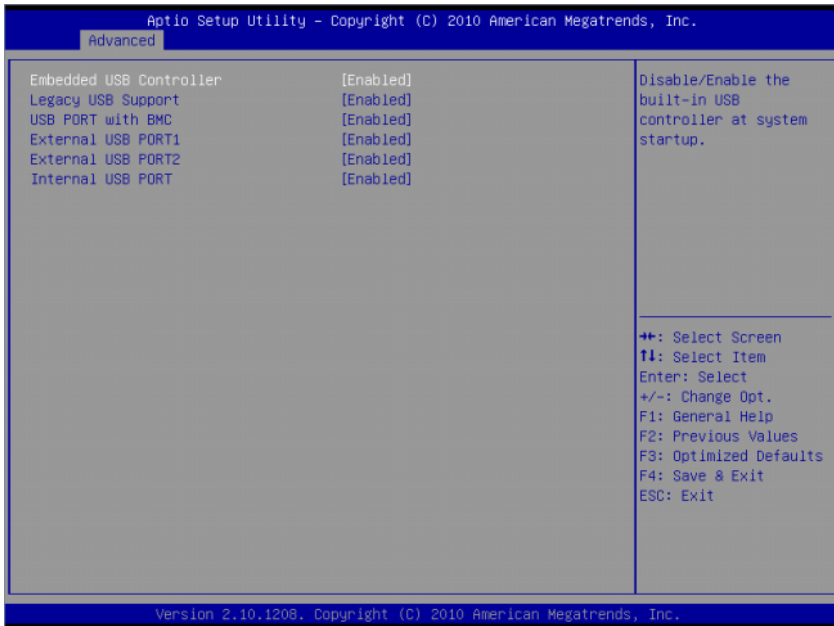 Aptio Setup Utility – Copyright (C) 2010 American Megatrends, Inc.
Advanced
Embedded USB Controller [Enabled]
Legacy USB Support [Enabled]
USB PORT with BMC [Enabled]
External USB PORT1 [Enabled]
External USB PORT2 [Enabled]
Internal USB PORT [Enabled]
Disable/Enable the
built-in USB
controller at system
startup.
→←: Select Screen
↑↓: Select Item
Enter: Select
+/-: Change Opt.
F1: General Help
F2: Previous Values
F3: Optimized Defaults
F4: Save & Exit
ESC: Exit
Version 2.10.1208. Copyright (C) 2010 American Megatrends, Inc.